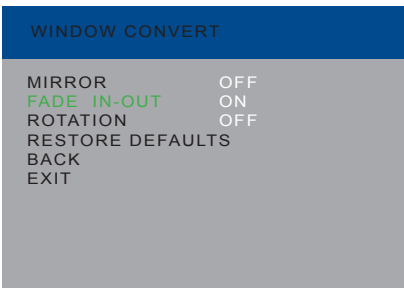 WINDOW CONVERT
MIRROR OFF
FADE IN-OUT ON
ROTATION OFF
RESTORE DEFAULTS
BACK
EXIT